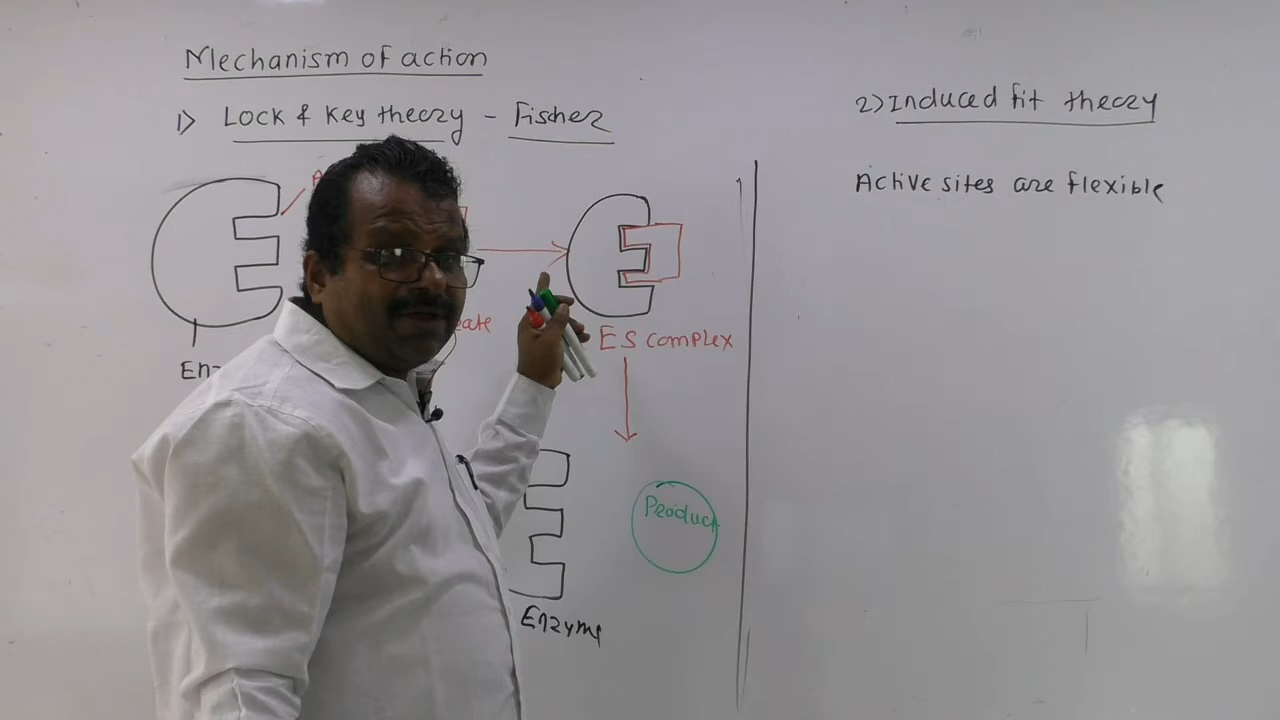 Mechanism of action
1) Lock & Key theory - Fisher
2) Induced fit theory
Active sites are flexible
ES complex
Product
Enzyme